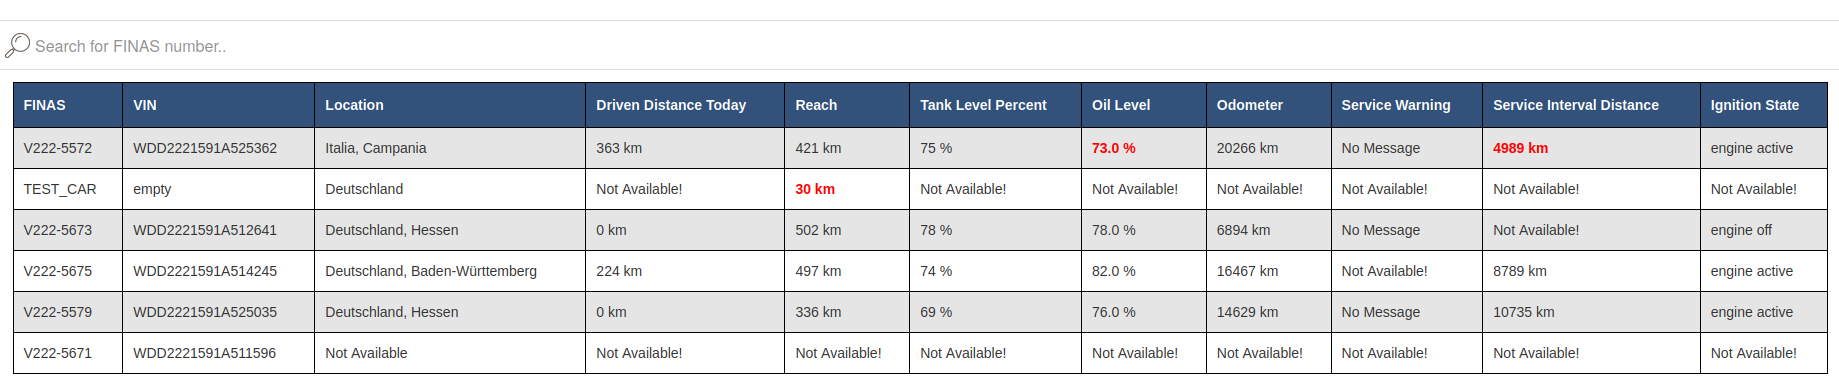 Search for FINAS number..
FINAS VIN Location Driven Distance Today Reach Tank Level Percent Oil Level Odometer Service Warning Service Interval Distance Ignition State
V222-5572 WDD2221591A525362 Italia, Campania 363 km 421 km 75 % 73.0 % 20266 km No Message 4989 km engine active
TEST_CAR empty Deutschland Not Available! 30 km Not Available! Not Available! Not Available! Not Available! Not Available! Not Available!
V222-5673 WDD2221591A512641 Deutschland, Hessen 0 km 502 km 78 % 78.0 % 6894 km No Message Not Available! engine off
V222-5675 WDD2221591A514245 Deutschland, Baden-Württemberg 224 km 497 km 74 % 82.0 % 16467 km Not Available! 8789 km engine active
V222-5579 WDD2221591A525035 Deutschland, Hessen 0 km 336 km 69 % 76.0 % 14629 km No Message 10735 km engine active
V222-5671 WDD2221591A511596 Not Available Not Available! Not Available! Not Available! Not Available! Not Available! Not Available! Not Available! Not Available!